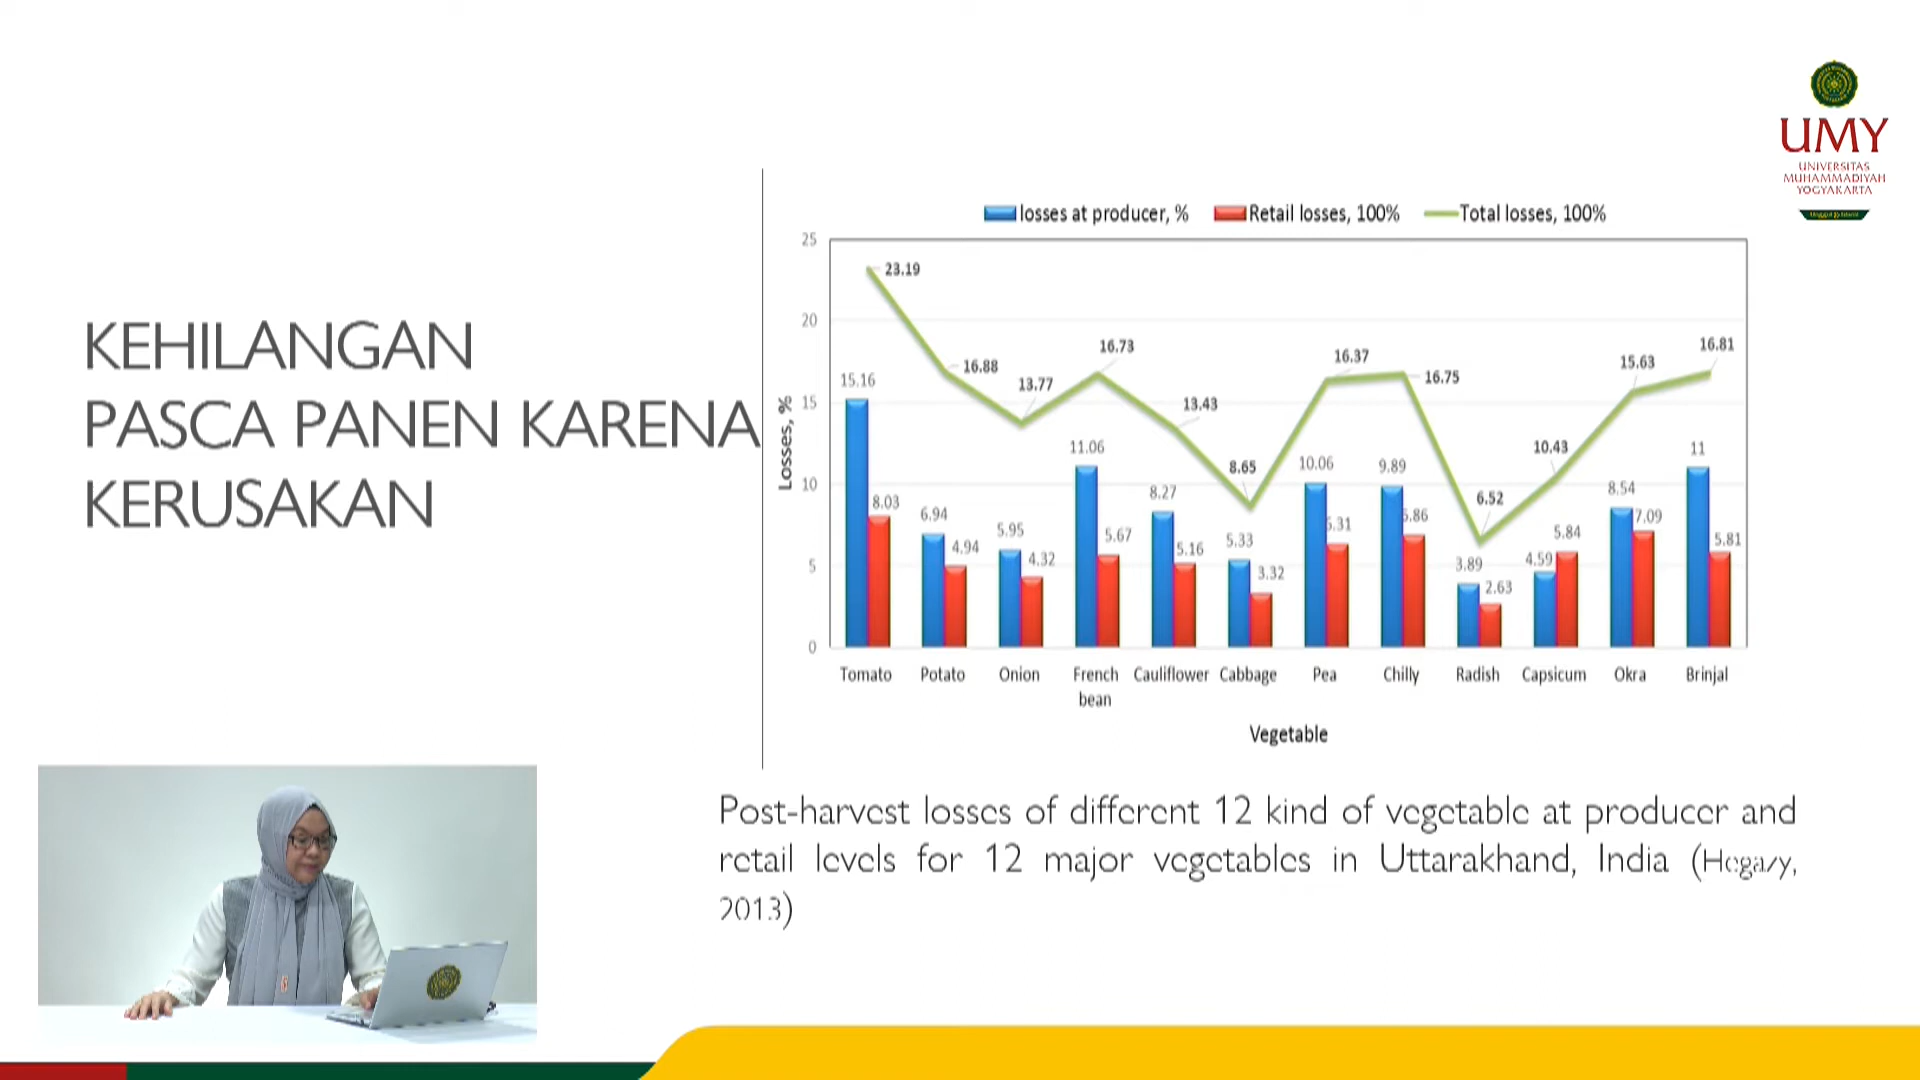 UMY
UNIVERSITAS
MUHAMMADIYAH
YOGYAKARTA
KEHILANGAN
PASCA PANEN KARENA
KERUSAKAN
losses at producer, % Retail losses, 100% Total losses, 100%
Losses, %
25
20
15
10
5
0
23.19
16.88
13.77
16.73
13.43
8.65
16.37
16.75
6.52
10.43
15.63
16.81
15.16 8.03
6.94 4.94
5.95 4.32
11.06 5.67
8.27 5.16
5.33 3.32
10.06 5.31
9.89 5.86
3.89 2.63
4.59 5.84
8.54 7.09
11 5.81
Tomato Potato Onion French bean Cauliflower Cabbage Pea Chilly Radish Capsicum Okra Brinjal
Vegetable
Post-harvest losses of different 12 kind of vegetable at producer and
retail levels for 12 major vegetables in Uttarakhand, India (Hegazy,
2013)